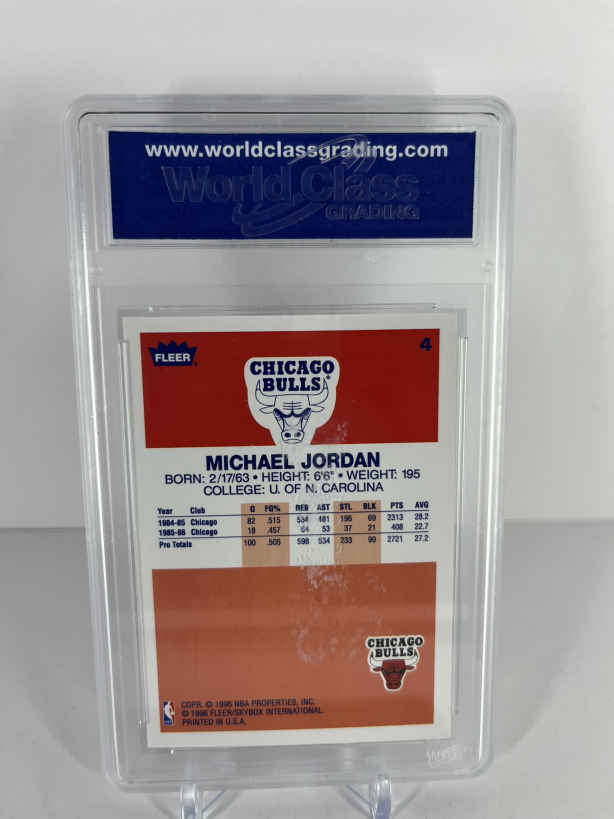 www.worldclassgrading.com
World Class
GRADING
FLEER
4
CHICAGO
BULLS
MICHAEL JORDAN
BORN: 2/17/63 • HEIGHT: 6'6" • WEIGHT: 195
COLLEGE: U. OF N. CAROLINA
Year Club G FG% REB AST STL BLK PTS AVG
1984-85 Chicago 82 .515 534 481 196 69 2313 28.2
1985-86 Chicago 18 .457 64 53 37 21 408 22.7
Pro Totals 100 .505 598 534 233 90 2721 27.2
CHICAGO
BULLS
COPR. © 1996 NBA PROPERTIES, INC.
© 1996 FLEER/SKYBOX INTERNATIONAL.
PRINTED IN U.S.A.